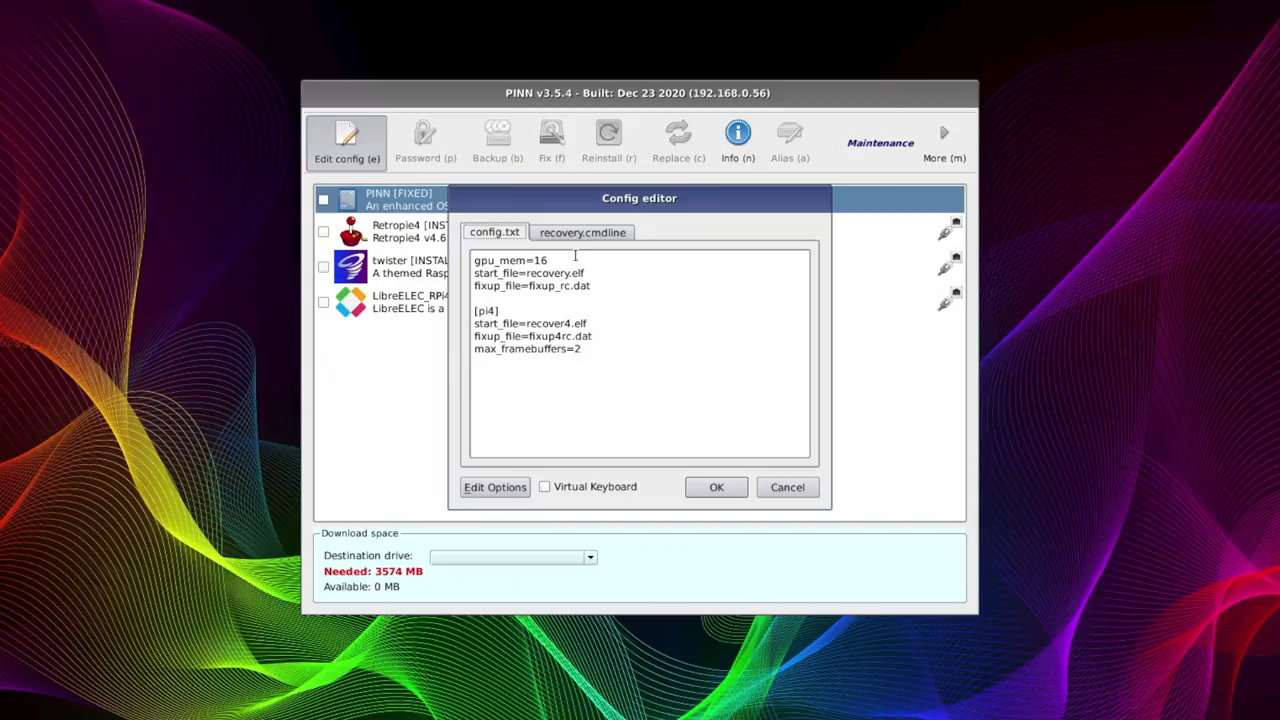 PINN v3.5.4 - Built: Dec 23 2020 (192.168.0.56)
Edit config (e)
Password (p)
Backup (b)
Fix (f)
Reinstall (r)
Replace (c)
Info (n)
Alias (a)
Maintenance
More (m)
PINN [FIXED]
An enhanced OS
Retropie4 [INST
Retropie4 v4.6
twister [INSTAL
A themed Rasp
LibreELEC_RPi4
LibreELEC is a
Config editor
config.txt
recovery.cmdline
gpu_mem=16
start_file=recovery.elf
fixup_file=fixup_rc.dat
[pi4]
start_file=recover4.elf
fixup_file=fixup4rc.dat
max_framebuffers=2
Edit Options
Virtual Keyboard
OK
Cancel
Download space
Destination drive:
Needed: 3574 MB
Available: 0 MB